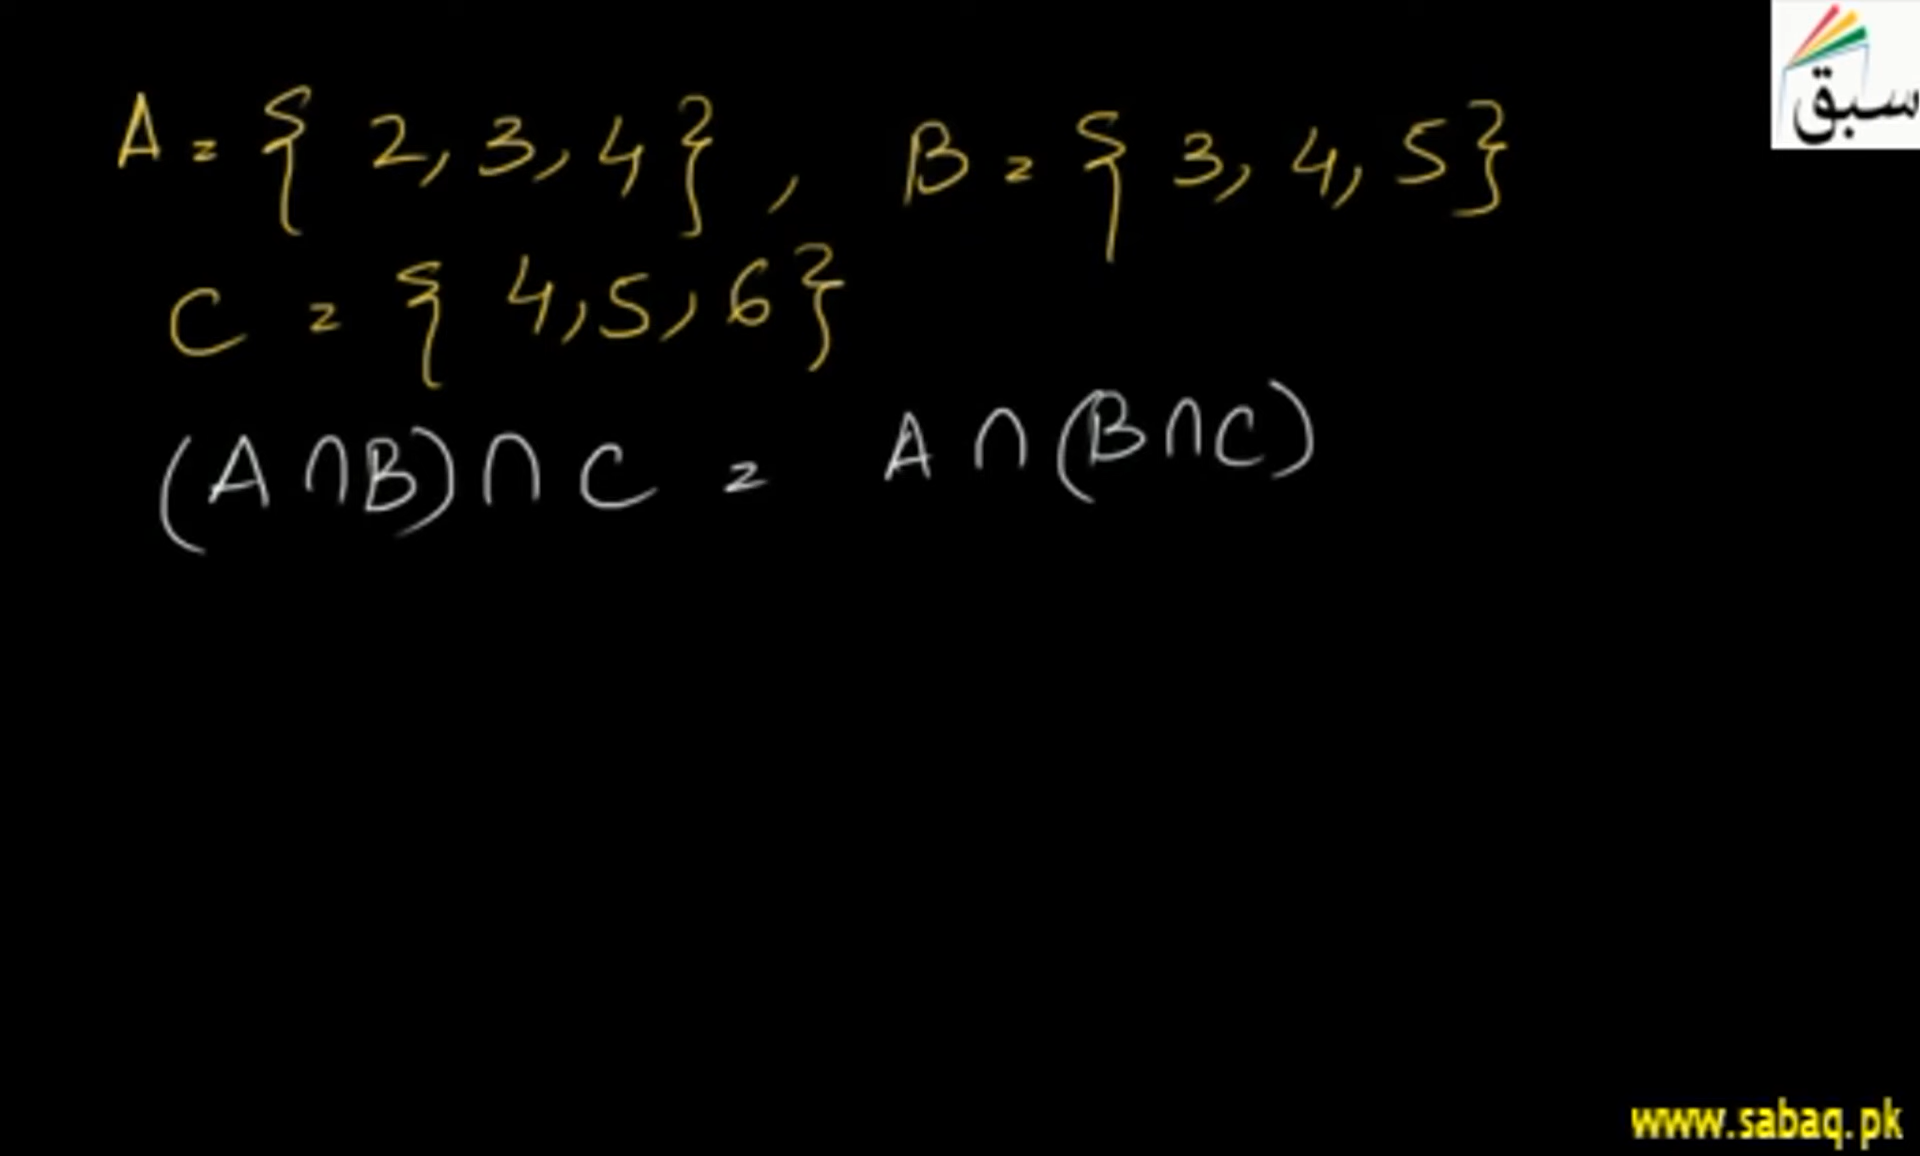 سبق
A = { 2, 3, 4 } , B = { 3, 4, 5 }
C = { 4, 5, 6 }
(A ∩ B) ∩ C = A ∩ (B ∩ C)
www.sabaq.pk